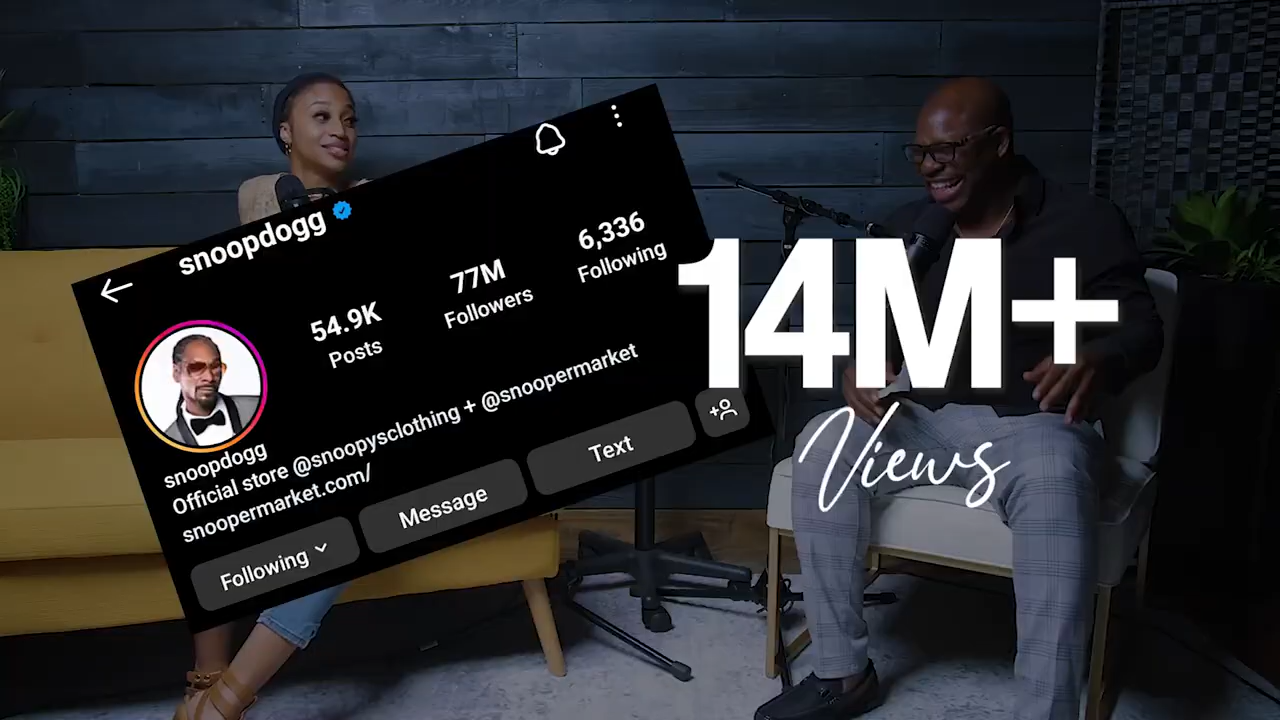 snoopdogg
54.9K
Posts
77M
Followers
6,336
Following
snoopdogg
Official store @snoopysclothing + @snoopermarket
snoopermarket.com/
Following
Message
Text
14M+
Views